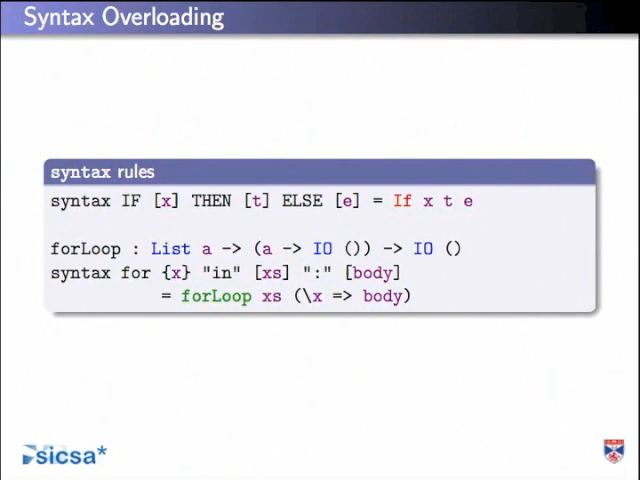 Syntax Overloading
syntax rules
syntax IF [x] THEN [t] ELSE [e] = If x t e
forLoop : List a -> (a -> IO ()) -> IO ()
syntax for {x} "in" [xs] ":" [body]
= forLoop xs (\x => body)
sicsa*